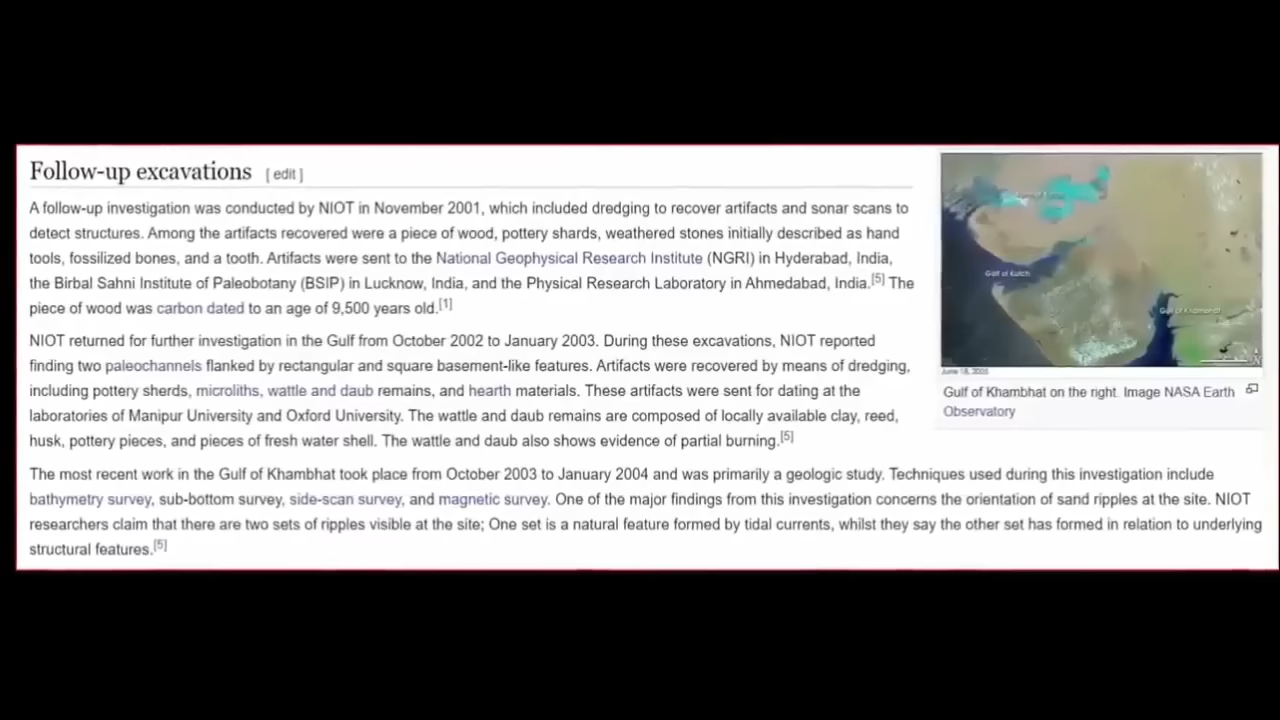 Follow-up excavations [ edit ]
A follow-up investigation was conducted by NIOT in November 2001, which included dredging to recover artifacts and sonar scans to
detect structures. Among the artifacts recovered were a piece of wood, pottery shards, weathered stones initially described as hand
tools, fossilized bones, and a tooth. Artifacts were sent to the National Geophysical Research Institute (NGRI) in Hyderabad, India,
the Birbal Sahni Institute of Paleobotany (BSIP) in Lucknow, India, and the Physical Research Laboratory in Ahmedabad, India.[5] The
piece of wood was carbon dated to an age of 9,500 years old.[1]
NIOT returned for further investigation in the Gulf from October 2002 to January 2003. During these excavations, NIOT reported
finding two paleochannels flanked by rectangular and square basement-like features. Artifacts were recovered by means of dredging,
including pottery sherds, microliths, wattle and daub remains, and hearth materials. These artifacts were sent for dating at the
laboratories of Manipur University and Oxford University. The wattle and daub remains are composed of locally available clay, reed,
husk, pottery pieces, and pieces of fresh water shell. The wattle and daub also shows evidence of partial burning.[5]
Gulf of Kutch
Gulf of Khambhat
Gulf of Khambhat on the right. Image NASA Earth
Observatory
The most recent work in the Gulf of Khambhat took place from October 2003 to January 2004 and was primarily a geologic study. Techniques used during this investigation include
bathymetry survey, sub-bottom survey, side-scan survey, and magnetic survey. One of the major findings from this investigation concerns the orientation of sand ripples at the site. NIOT
researchers claim that there are two sets of ripples visible at the site; One set is a natural feature formed by tidal currents, whilst they say the other set has formed in relation to underlying
structural features.[5]